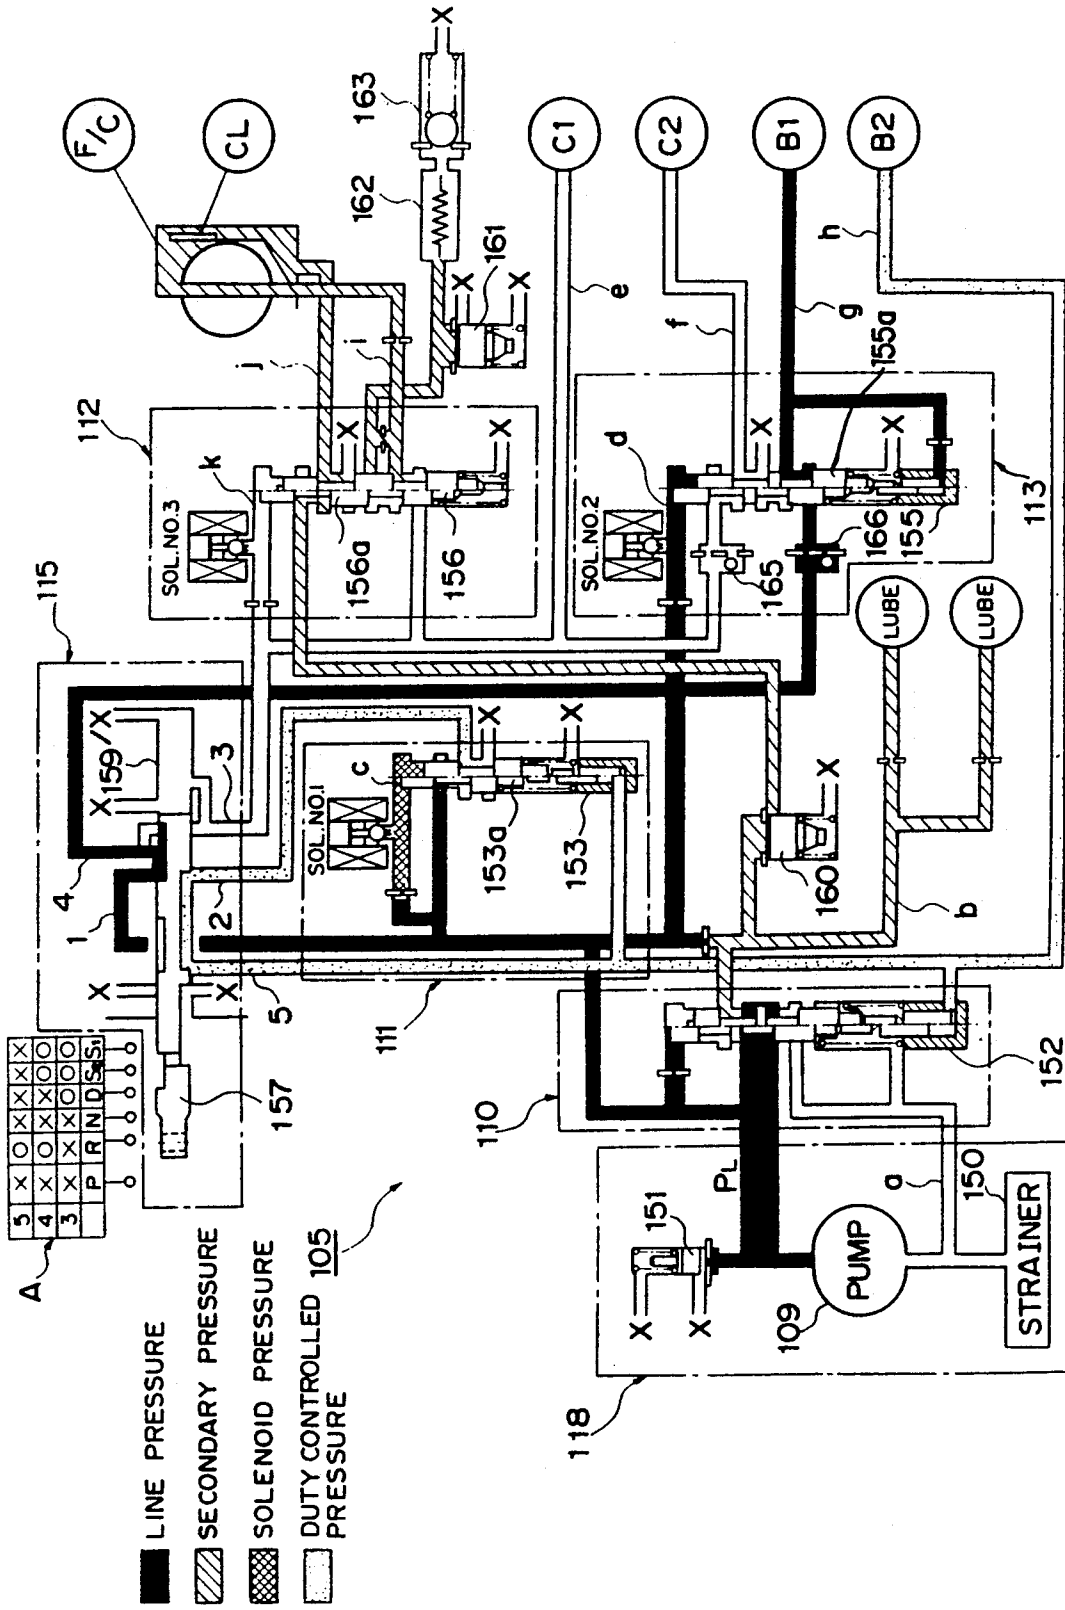 A
5 X O X X X X
4 X O X X O O
3 X X X O O O
P R N D S S
115
112
F/C
CL
LINE PRESSURE
SECONDARY PRESSURE
SOLENOID PRESSURE
DUTY CONTROLLED
PRESSURE
105
157
1
4
2
3
5
159
X X
X X
SOL. NO.3
k
j
i
156a
156
X
X
162
163
X
161
X
X
111
SOL. NO.1
c
153a
153
X
X
e
C1
118
110
PL
151
X
X
PUMP
109
a
150
STRAINER
152
160
X
b
LUBE
LUBE
SOL. NO.2
d
165
166
155
155a
X
X
113
f
g
h
C2
B1
B2